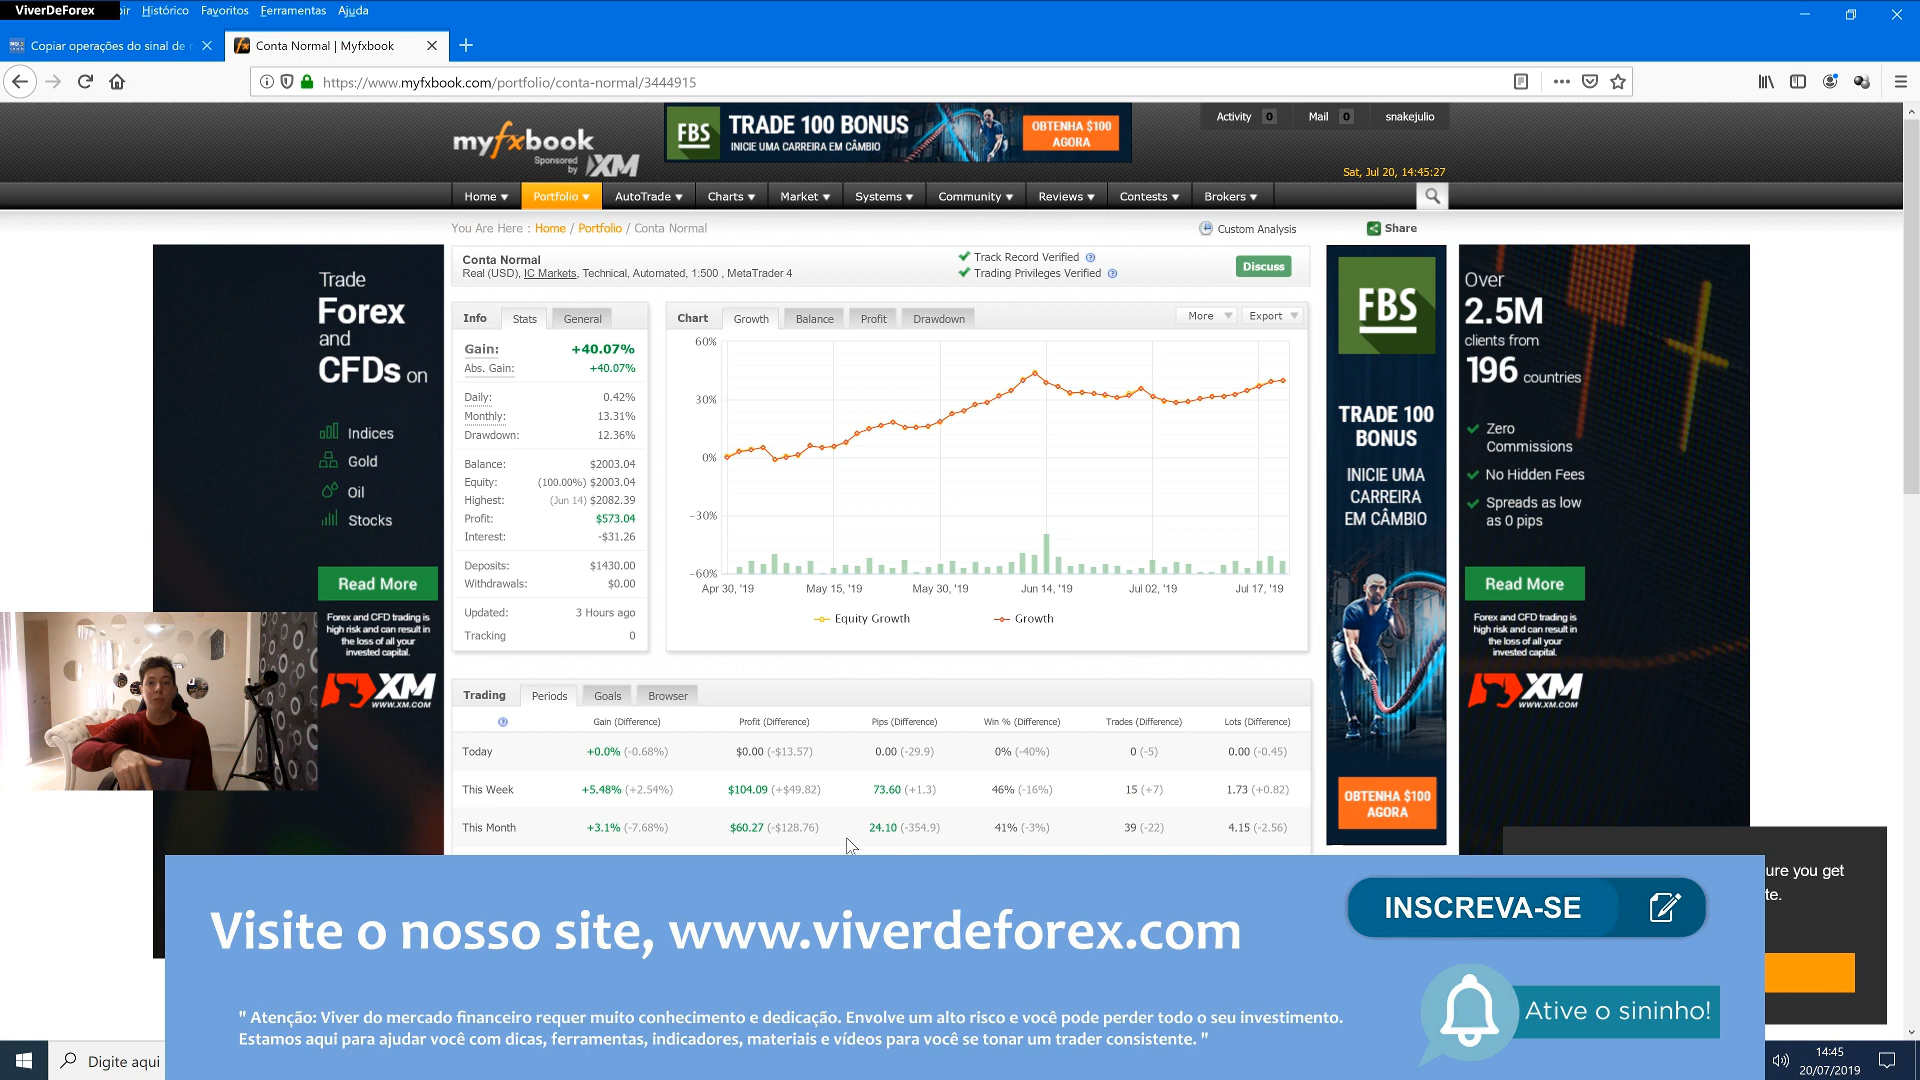 ViverDeForex
Histórico Favoritos Ferramentas Ajuda
Copiar operações do sinal de
Conta Normal | Myfxbook
https://www.myfxbook.com/portfolio/conta-normal/3444915
myfxbook
Sponsored by XM
FBS
TRADE 100 BONUS
INICIE UMA CARREIRA EM CÂMBIO
OBTENHA $100
AGORA
Activity 0 Mail 0 snakejulio
Sat, Jul 20, 14:45:27
Home Portfolio AutoTrade Charts Market Systems Community Reviews Contests Brokers
You Are Here : Home / Portfolio / Conta Normal
Custom Analysis
Share
Conta Normal
Real (USD), IC Markets, Technical, Automated, 1:500 , MetaTrader 4
Track Record Verified
Trading Privileges Verified
Discuss
Info Stats General
Gain: +40.07%
Abs. Gain: +40.07%
Daily: 0.42%
Monthly: 13.31%
Drawdown: 12.36%
Balance: $2003.04
Equity: (100.00%) $2003.04
Highest: (Jun 14) $2082.39
Profit: $573.04
Interest: -$31.26
Deposits: $1430.00
Withdrawals: $0.00
Updated: 3 Hours ago
Tracking 0
Chart Growth Balance Profit Drawdown More Export
60%
30%
0%
-30%
-60%
Apr 30, '19 May 15, '19 May 30, '19 Jun 14, '19 Jul 02, '19 Jul 17, '19
Equity Growth Growth
Trading Periods Goals Browser
Gain (Difference) Profit (Difference) Pips (Difference) Win % (Difference) Trades (Difference) Lots (Difference)
Today +0.0% (-0.68%) $0.00 (-$13.57) 0.00 (-29.9) 0% (-40%) 0 (-5) 0.00 (-0.45)
This Week +5.48% (+2.54%) $104.09 (+$49.82) 73.60 (+1.3) 46% (-16%) 15 (+7) 1.73 (+0.82)
This Month +3.1% (-7.68%) $60.27 (-$128.76) 24.10 (-354.9) 41% (-3%) 39 (-22) 4.15 (-2.56)
Trade
Forex
and
CFDs on
Indices
Gold
Oil
Stocks
Read More
Forex and CFD trading is
high risk and can result in
the loss of all your
invested capital.
XM
WWW.XM.COM
FBS
TRADE 100
BONUS
INICIE UMA
CARREIRA
EM CÂMBIO
OBTENHA $100
AGORA
Over
2.5M
clients from
196 countries
Zero
Commissions
No Hidden Fees
Spreads as low
as 0 pips
Read More
Forex and CFD trading is
high risk and can result in
the loss of all your
invested capital.
XM
WWW.XM.COM
ure you get
te.
Visite o nosso site, www.viverdeforex.com
INSCREVA-SE
" Atenção: Viver do mercado financeiro requer muito conhecimento e dedicação. Envolve um alto risco e você pode perder todo o seu investimento.
Estamos aqui para ajudar você com dicas, ferramentas, indicadores, materiais e vídeos para você se tonar um trader consistente. "
Ative o sininho!
Digite aqui
14:45
20/07/2019